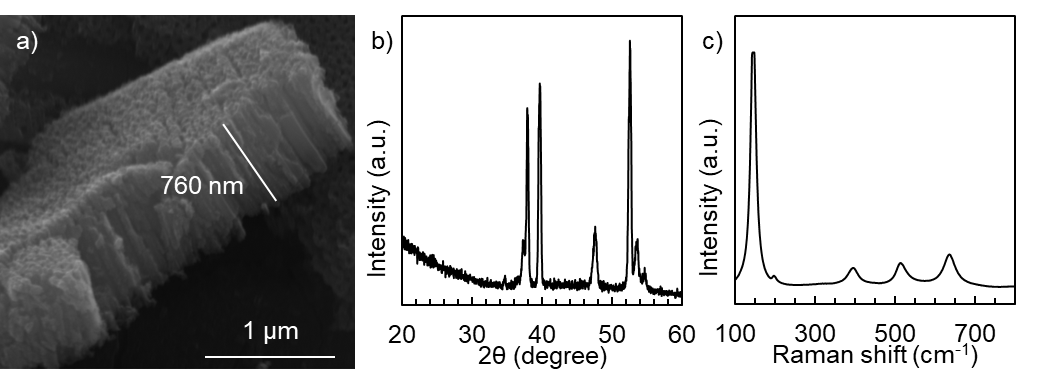 a)
760 nm
1 µm
b)
Intensity (a.u.)
20 30 40 50 60
2θ (degree)
c)
Intensity (a.u.)
100 300 500 700
Raman shift (cm⁻¹)